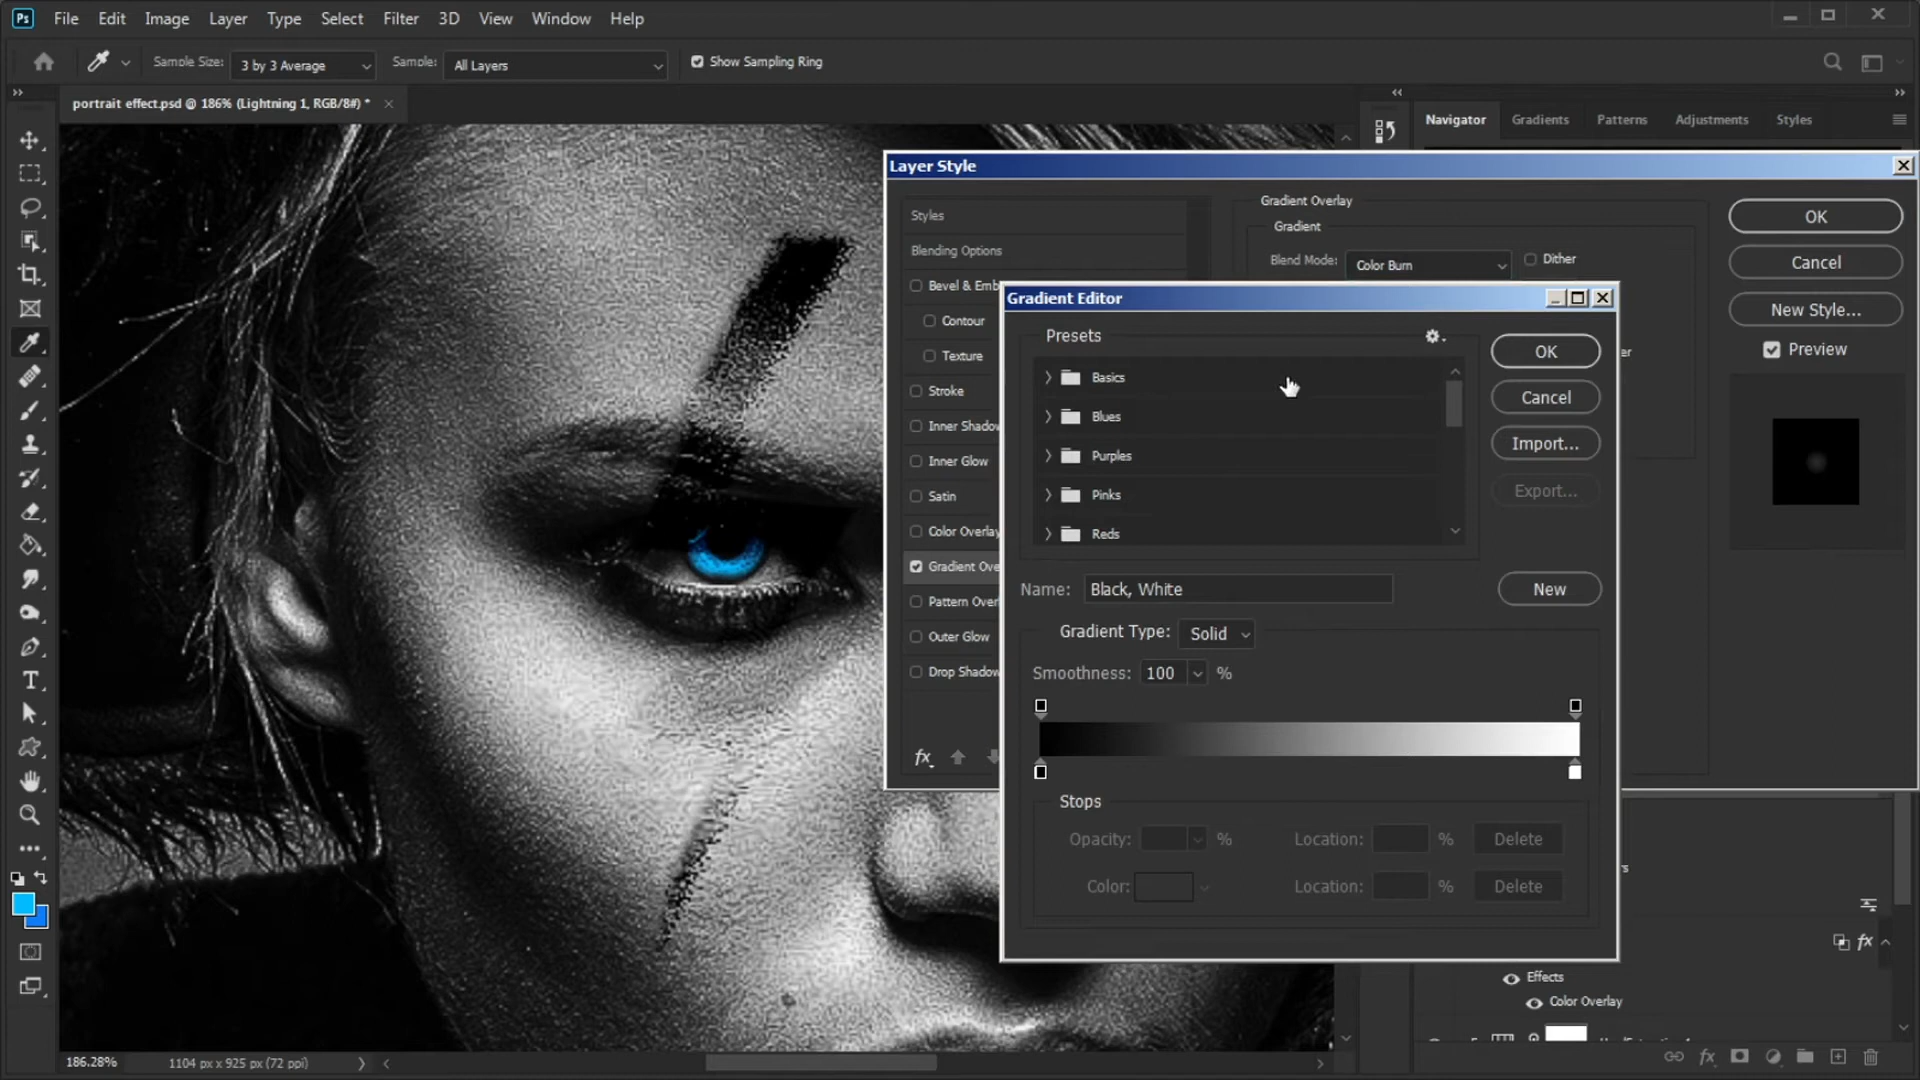 Ps File Edit Image Layer Type Select Filter 3D View Window Help
Sample Size: 3 by 3 Average Sample: All Layers Show Sampling Ring
portrait effect.psd @ 186% (Lightning 1, RGB/8#) *
Navigator Gradients Patterns Adjustments Styles
Layer Style
Styles
Blending Options
Bevel & Emb
Contour
Texture
Stroke
Inner Shadow
Inner Glow
Satin
Color Overlay
Gradient Ove
Pattern Over
Outer Glow
Drop Shadow
fx
Gradient Overlay
Gradient
Blend Mode: Color Burn Dither
OK
Cancel
New Style...
Preview
Gradient Editor
Presets
Basics
Blues
Purples
Pinks
Reds
OK
Cancel
Import...
Export...
Name: Black, White New
Gradient Type: Solid
Smoothness: 100 %
Stops
Opacity: % Location: % Delete
Color: Location: % Delete
fx
Effects
Color Overlay
fx
186.28% 1104 px x 925 px (72 ppi)